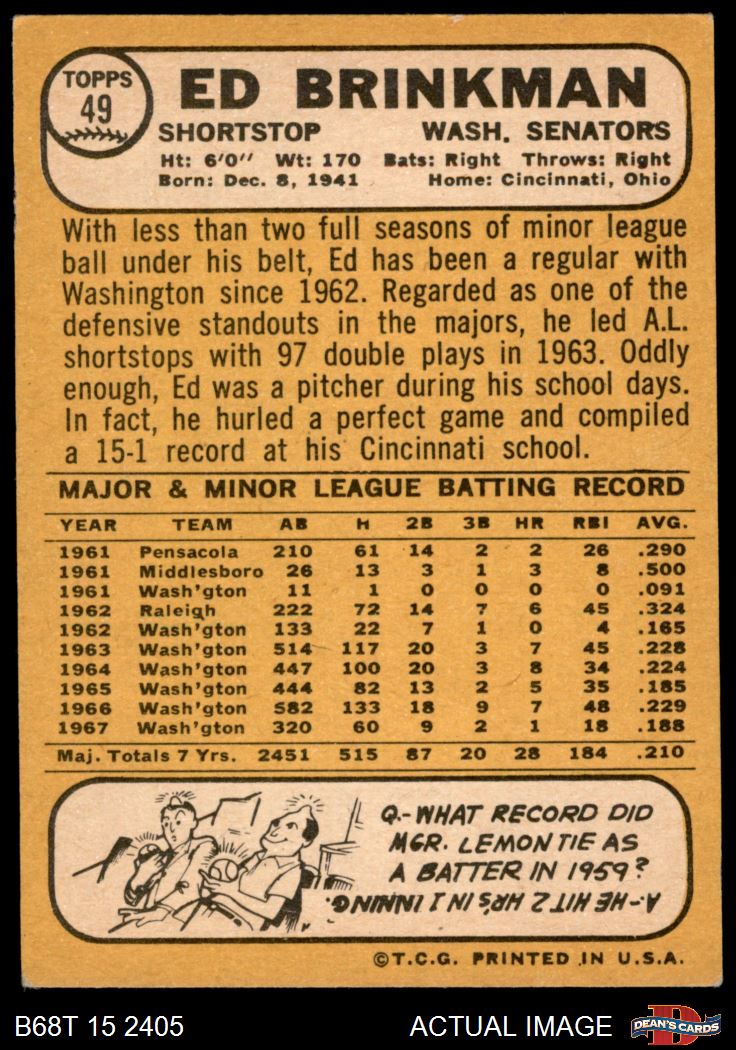 TOPPS
49
ED BRINKMAN
SHORTSTOP WASH. SENATORS
Ht: 6'0" Wt: 170 Bats: Right Throws: Right
Born: Dec. 8, 1941 Home: Cincinnati, Ohio
With less than two full seasons of minor league
ball under his belt, Ed has been a regular with
Washington since 1962. Regarded as one of the
defensive standouts in the majors, he led A.L.
shortstops with 97 double plays in 1963. Oddly
enough, Ed was a pitcher during his school days.
In fact, he hurled a perfect game and compiled
a 15-1 record at his Cincinnati school.
MAJOR & MINOR LEAGUE BATTING RECORD
YEAR TEAM AB H 2B 3B HR RBI AVG.
1961 Pensacola 210 61 14 2 2 26 .290
1961 Middlesboro 26 13 3 1 3 8 .500
1961 Wash'gton 11 1 0 0 0 0 .091
1962 Raleigh 222 72 14 7 6 45 .324
1962 Wash'gton 133 22 7 1 0 4 .165
1963 Wash'gton 514 117 20 3 7 45 .228
1964 Wash'gton 447 100 20 3 8 34 .224
1965 Wash'gton 444 82 13 2 5 35 .185
1966 Wash'gton 582 133 18 9 7 48 .229
1967 Wash'gton 320 60 9 2 1 18 .188
Maj. Totals 7 Yrs. 2451 515 87 20 28 184 .210
Q.-WHAT RECORD DID
MGR. LEMON TIE AS
A BATTER IN 1959?
A-HE HIT 2 HR'S IN 1 INNING.
©T.C.G. PRINTED IN U.S.A.
B68T 15 2405 ACTUAL IMAGE D DEAN'S CARDS